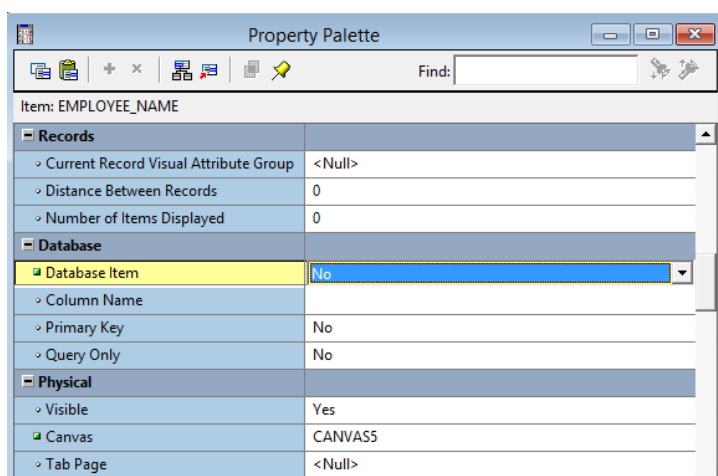 Property Palette
Find:
Item: EMPLOYEE_NAME
Records
Current Record Visual Attribute Group <Null>
Distance Between Records 0
Number of Items Displayed 0
Database
Database Item No
Column Name
Primary Key No
Query Only No
Physical
Visible Yes
Canvas CANVAS5
Tab Page <Null>